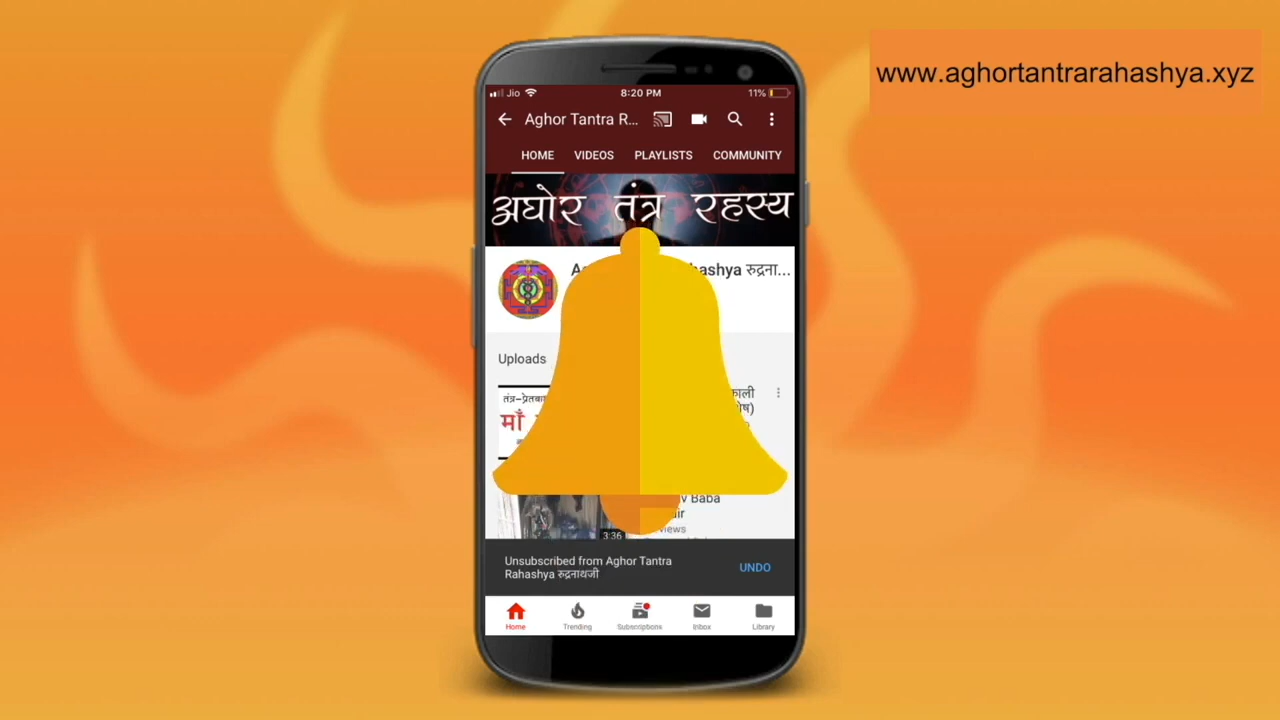 www.aghortantrarahashya.xyz
Jio 8:20 PM 11%
Aghor Tantra R...
HOME VIDEOS PLAYLISTS COMMUNITY
अघोर तंत्र रहस्य
रुद्रना...
Uploads
तंत्र-प्रेतबा
माँ
Baba
3:36
Unsubscribed from Aghor Tantra
Rahashya रुद्रनाथजी
UNDO
Home Trending Subscriptions Inbox Library